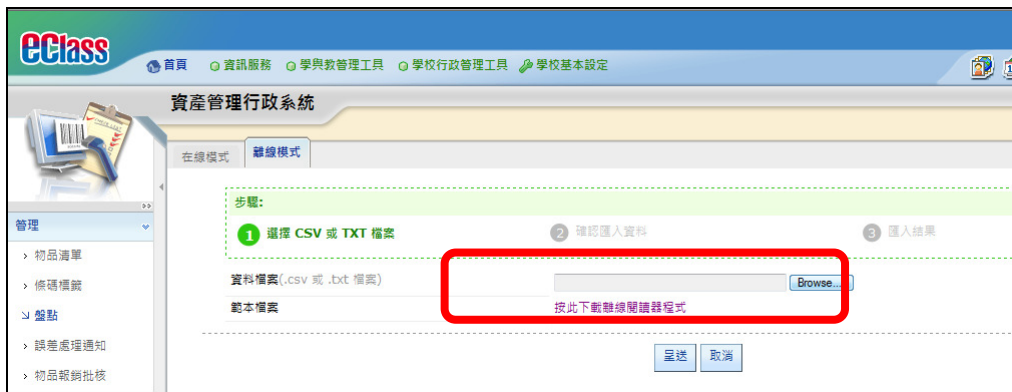 eClass
首頁 資訊服務 學與教管理工具 學校行政管理工具 學校基本設定
資產管理行政系統
在線模式 離線模式
步驟:
1 選擇 CSV 或 TXT 檔案 2 確認匯入資料 3 匯入結果
資料檔案(.csv 或 .txt 檔案) Browse...
範本檔案 按此下載離線閱讀器程式
呈送 取消
管理
物品清單
條碼標籤
盤點
誤差處理通知
物品報銷批核